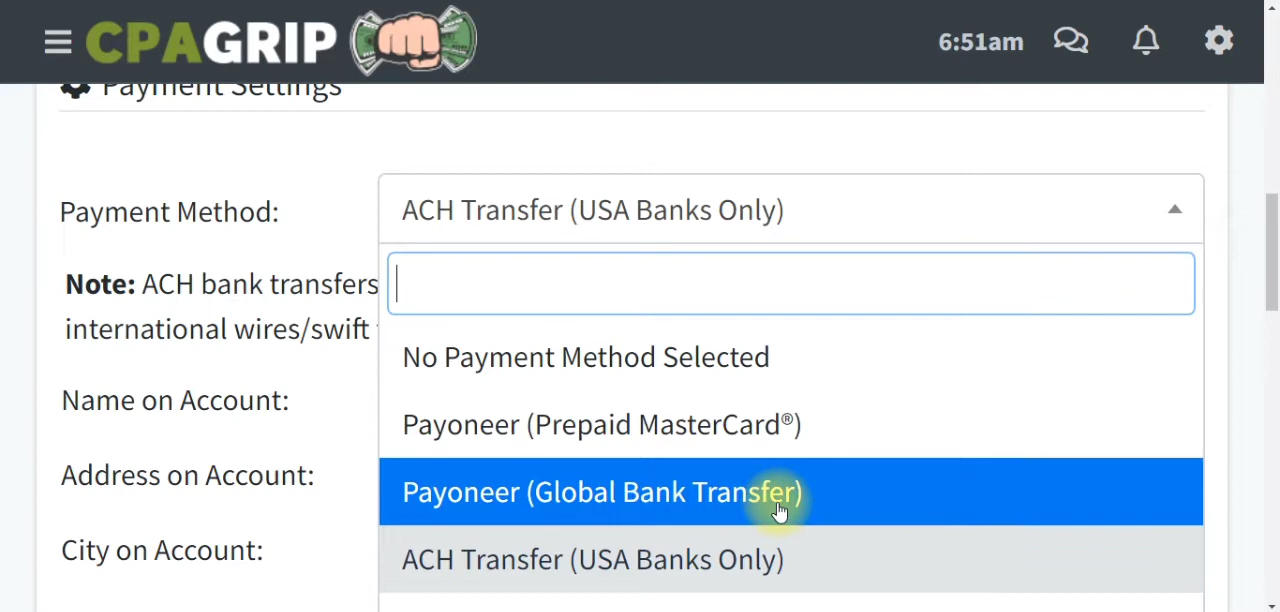 CPAGRIP
6:51am
Payment Settings
Payment Method:
ACH Transfer (USA Banks Only)
Note: ACH bank transfers
international wires/swift
No Payment Method Selected
Name on Account:
Payoneer (Prepaid MasterCard®)
Address on Account:
Payoneer (Global Bank Transfer)
City on Account:
ACH Transfer (USA Banks Only)